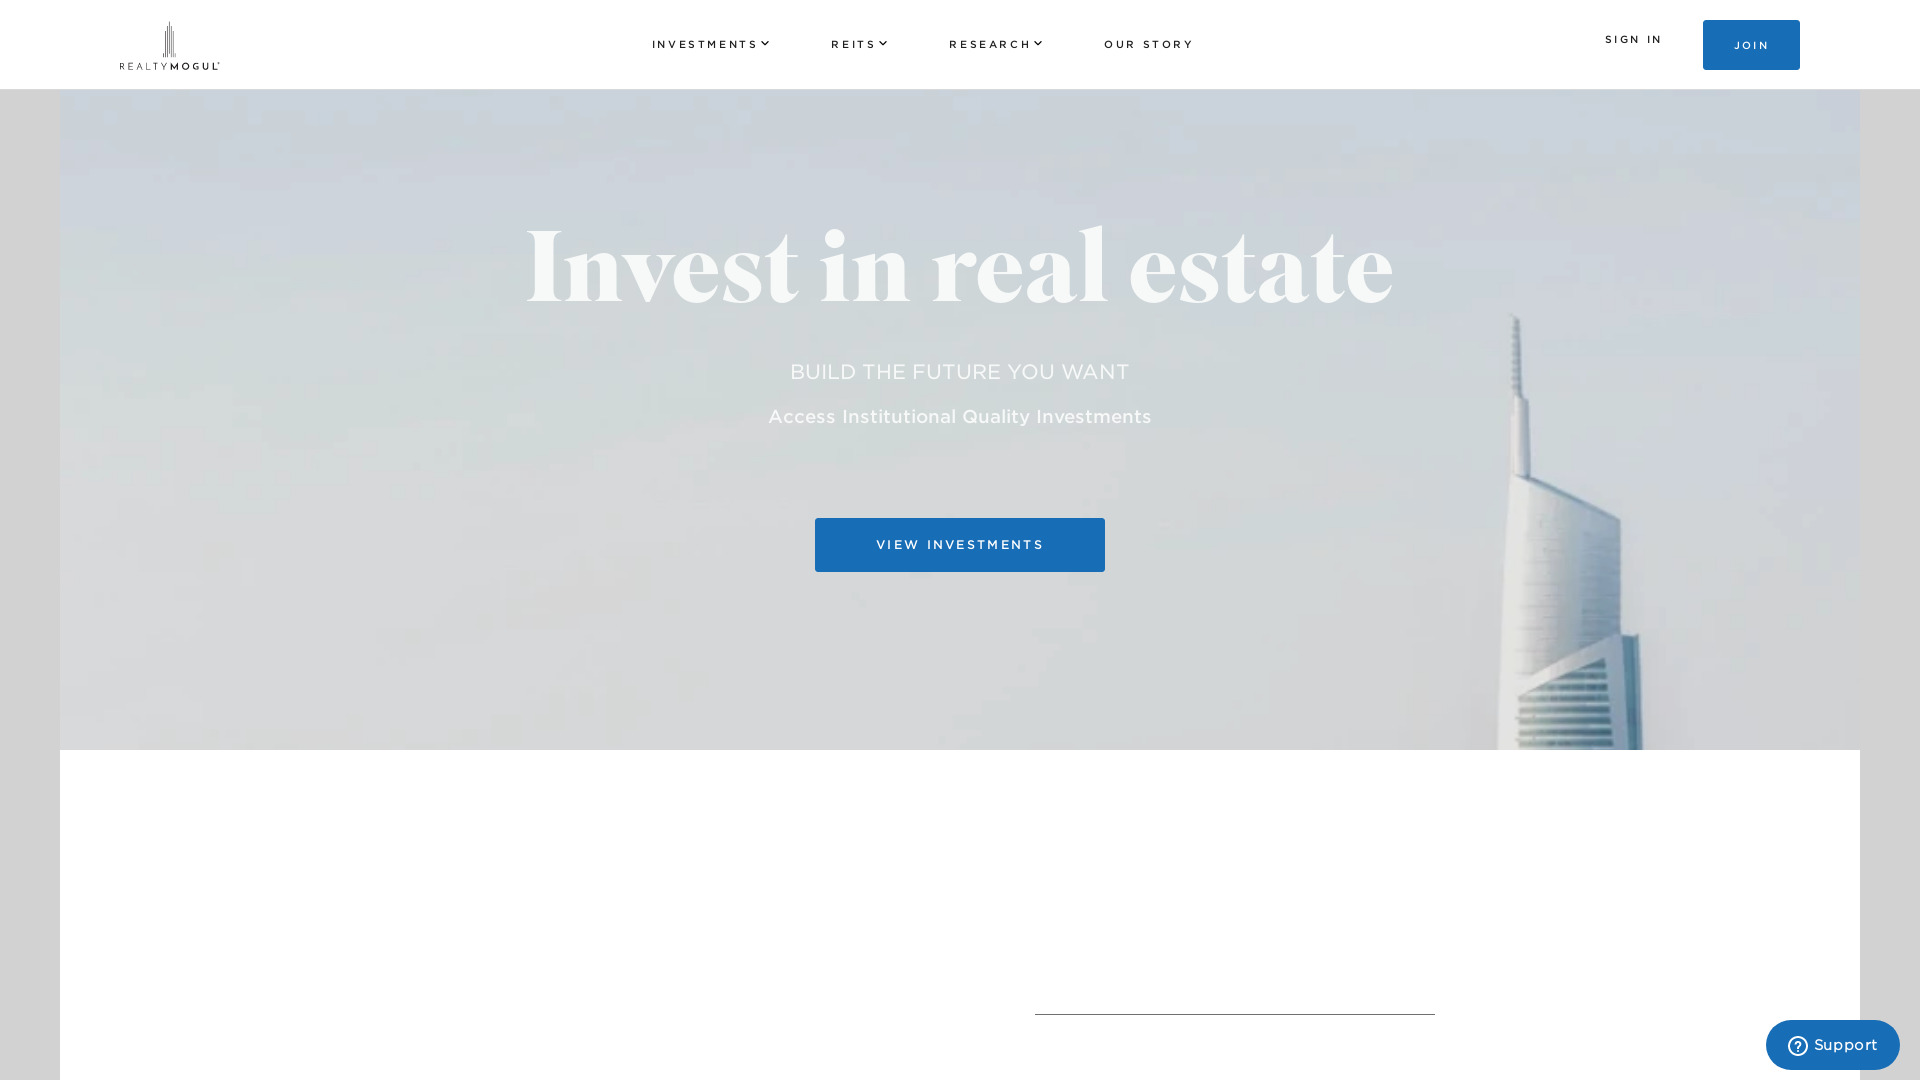 REALTYMOGUL
INVESTMENTS
REITS
RESEARCH
OUR STORY
SIGN IN
JOIN
Invest in real estate
BUILD THE FUTURE YOU WANT
Access Institutional Quality Investments
VIEW INVESTMENTS
Support